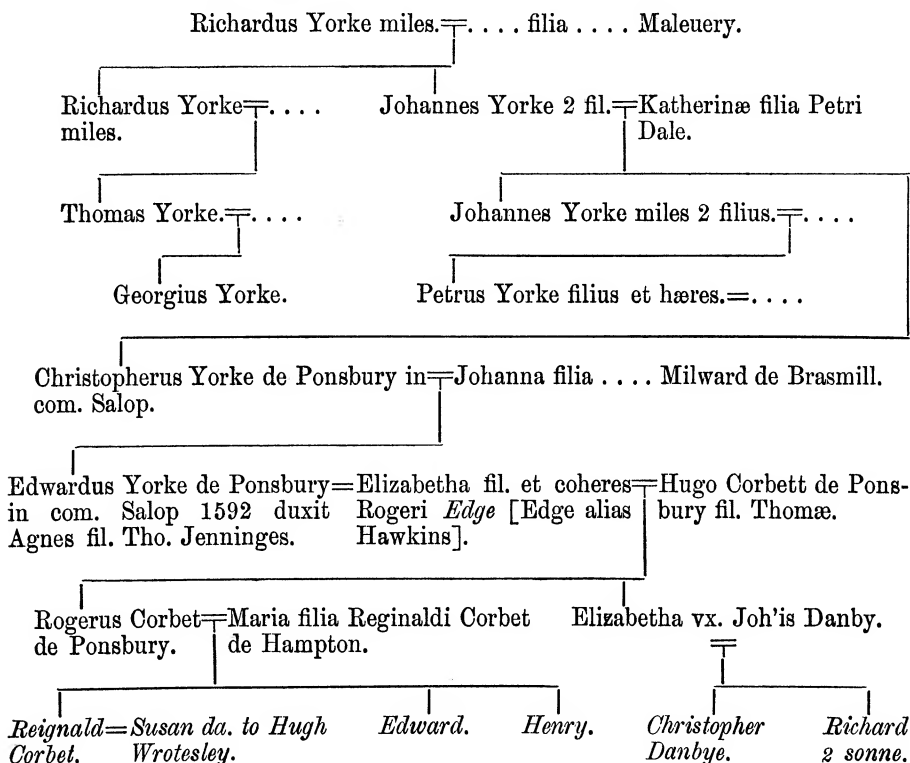 Richardus Yorke miles.=. . . . filia . . . . Maleuery.
Richardus Yorke=. . . .
miles.
Johannes Yorke 2 fil.=Katherinæ filia Petri
Dale.
Thomas Yorke.=. . . .
Johannes Yorke miles 2 filius.=. . . .
Georgius Yorke.
Petrus Yorke filius et hæres.=. . . .
Christopherus Yorke de Ponsbury in=Johanna filia . . . . Milward de Brasmill.
com. Salop.
Edwardus Yorke de Ponsbury=
in com. Salop 1592 duxit
Agnes fil. Tho. Jenninges.
Elizabetha fil. et coheres=
Rogeri Edge [Edge alias
Hawkins].
Hugo Corbett de Pons-
bury fil. Thomæ.
Rogerus Corbet=
de Ponsbury.
Maria filia Reginaldi Corbet
de Hampton.
Elizabetha vx. Joh'is Danby.
=
Reignald=
Corbet.
Susan da. to Hugh
Wrotesley.
Edward.
Henry.
Christopher
Danbye.
Richard
2 sonne.